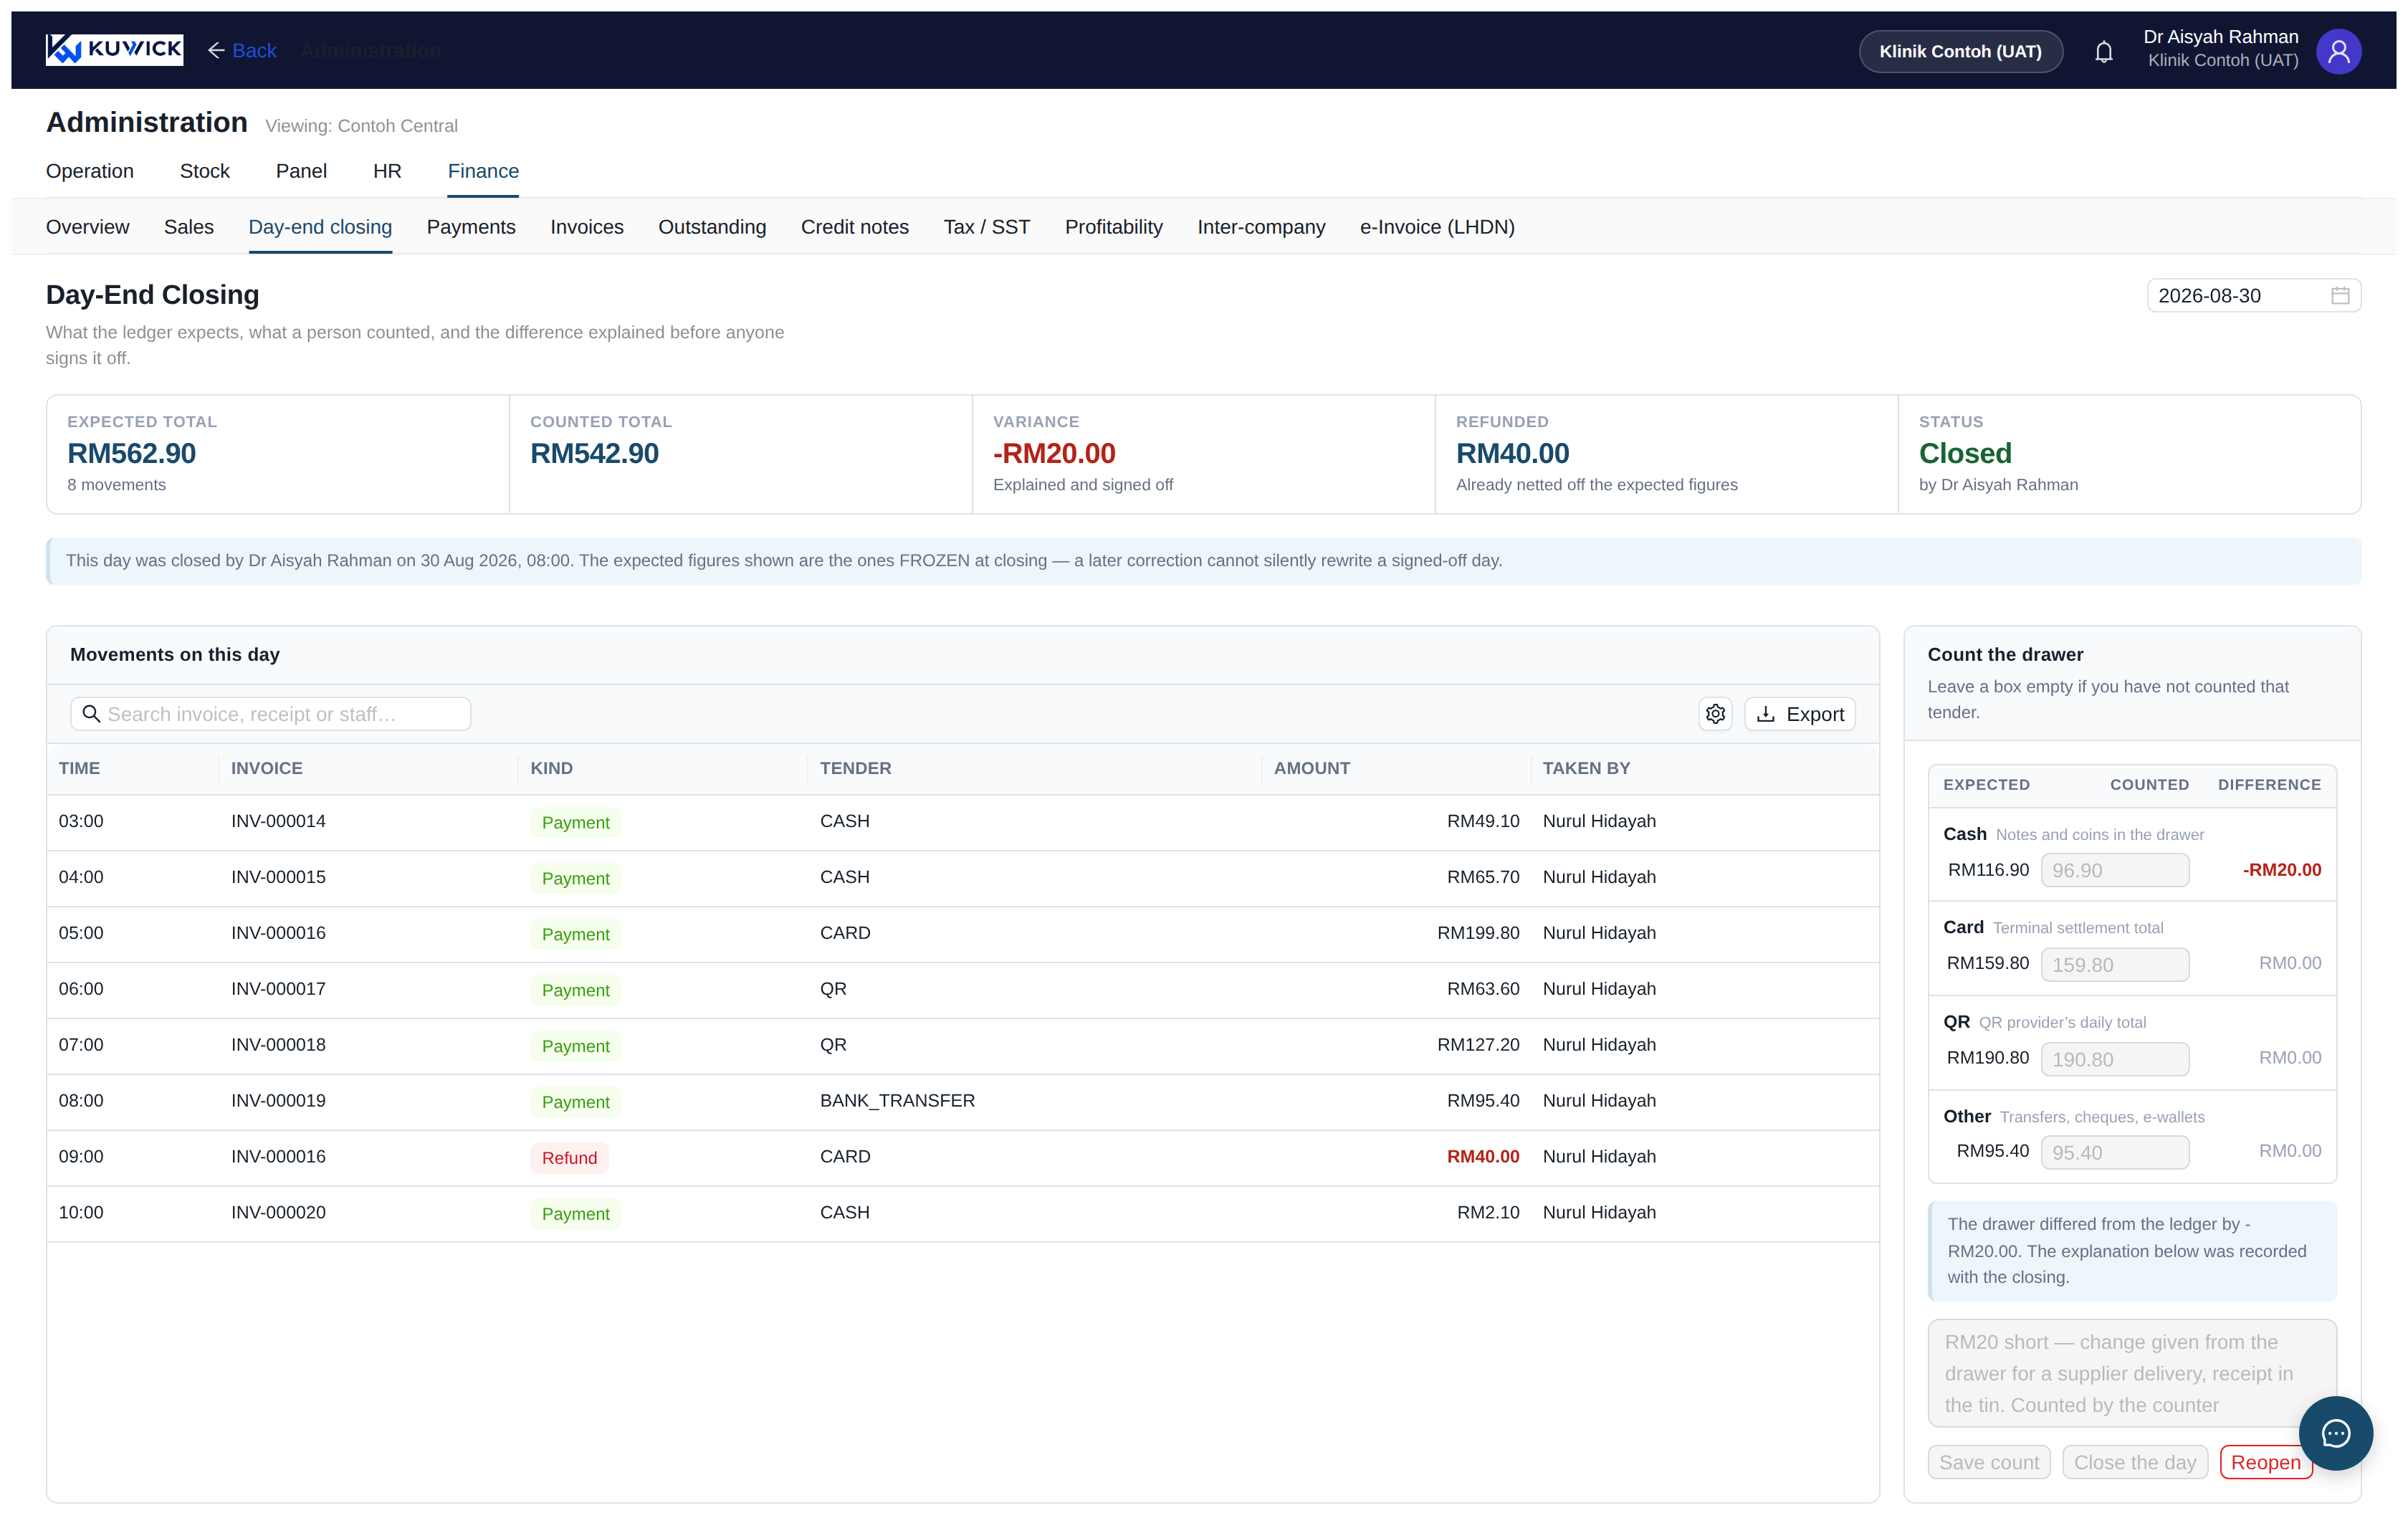 KUWICK
Back
Administration
Klinik Contoh (UAT)
Dr Aisyah Rahman
Klinik Contoh (UAT)
Administration
Viewing: Contoh Central
Operation Stock Panel HR Finance
Overview Sales Day-end closing Payments Invoices Outstanding Credit notes Tax / SST Profitability Inter-company e-Invoice (LHDN)
Day-End Closing
2026-08-30
What the ledger expects, what a person counted, and the difference explained before anyone
signs it off.
EXPECTED TOTAL
RM562.90
8 movements
COUNTED TOTAL
RM542.90
VARIANCE
-RM20.00
Explained and signed off
REFUNDED
RM40.00
Already netted off the expected figures
STATUS
Closed
by Dr Aisyah Rahman
This day was closed by Dr Aisyah Rahman on 30 Aug 2026, 08:00. The expected figures shown are the ones FROZEN at closing — a later correction cannot silently rewrite a signed-off day.
Movements on this day
Search invoice, receipt or staff…
Export
TIME INVOICE KIND TENDER AMOUNT TAKEN BY
03:00 INV-000014 Payment CASH RM49.10 Nurul Hidayah
04:00 INV-000015 Payment CASH RM65.70 Nurul Hidayah
05:00 INV-000016 Payment CARD RM199.80 Nurul Hidayah
06:00 INV-000017 Payment QR RM63.60 Nurul Hidayah
07:00 INV-000018 Payment QR RM127.20 Nurul Hidayah
08:00 INV-000019 Payment BANK_TRANSFER RM95.40 Nurul Hidayah
09:00 INV-000016 Refund CARD RM40.00 Nurul Hidayah
10:00 INV-000020 Payment CASH RM2.10 Nurul Hidayah
Count the drawer
Leave a box empty if you have not counted that
tender.
EXPECTED COUNTED DIFFERENCE
Cash Notes and coins in the drawer
RM116.90 96.90 -RM20.00
Card Terminal settlement total
RM159.80 159.80 RM0.00
QR QR provider’s daily total
RM190.80 190.80 RM0.00
Other Transfers, cheques, e-wallets
RM95.40 95.40 RM0.00
The drawer differed from the ledger by -
RM20.00. The explanation below was recorded
with the closing.
RM20 short — change given from the
drawer for a supplier delivery, receipt in
the tin. Counted by the counter
Save count Close the day Reopen